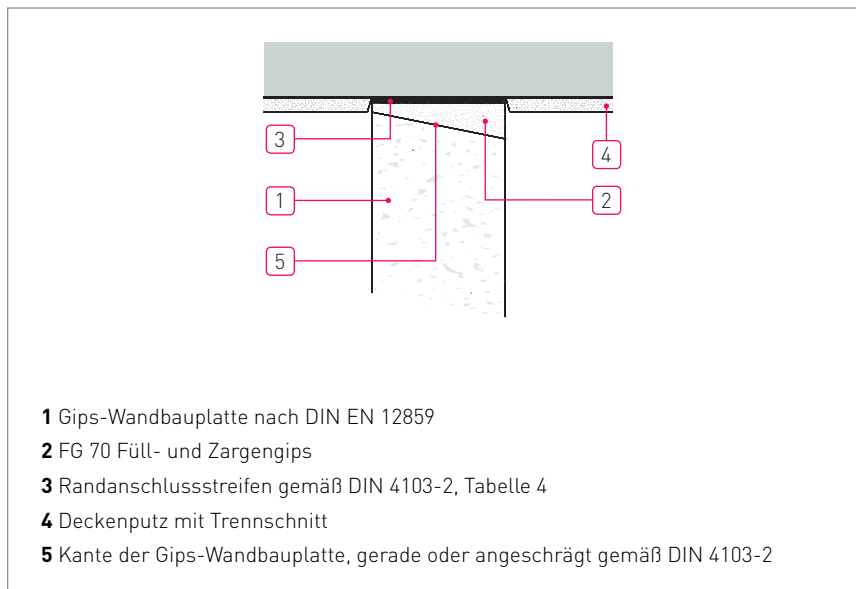 3
4
1
2
5
1 Gips-Wandbauplatte nach DIN EN 12859
2 FG 70 Füll- und Zargengips
3 Randanschlussstreifen gemäß DIN 4103-2, Tabelle 4
4 Deckenputz mit Trennschnitt
5 Kante der Gips-Wandbauplatte, gerade oder angeschrägt gemäß DIN 4103-2